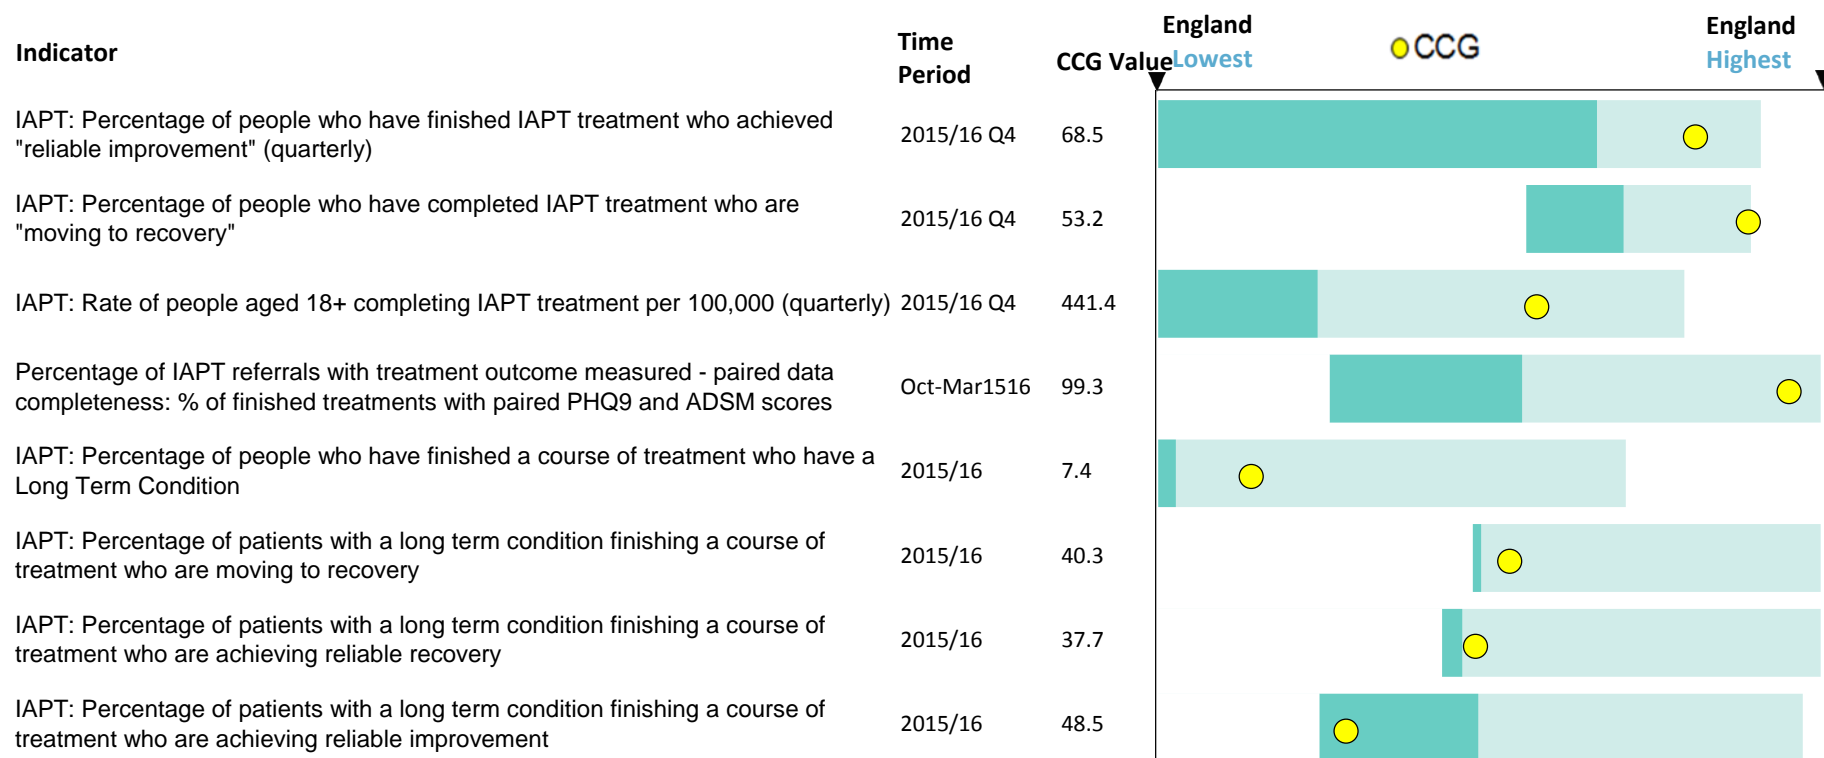 Indicator
Time
Period
CCG Value
England
Lowest
CCG
England
Highest
IAPT: Percentage of people who have finished IAPT treatment who achieved
"reliable improvement" (quarterly)
2015/16 Q4
68.5
IAPT: Percentage of people who have completed IAPT treatment who are
"moving to recovery"
2015/16 Q4
53.2
IAPT: Rate of people aged 18+ completing IAPT treatment per 100,000 (quarterly)
2015/16 Q4
441.4
Percentage of IAPT referrals with treatment outcome measured - paired data
completeness: % of finished treatments with paired PHQ9 and ADSM scores
Oct-Mar1516
99.3
IAPT: Percentage of people who have finished a course of treatment who have a
Long Term Condition
2015/16
7.4
IAPT: Percentage of patients with a long term condition finishing a course of
treatment who are moving to recovery
2015/16
40.3
IAPT: Percentage of patients with a long term condition finishing a course of
treatment who are achieving reliable recovery
2015/16
37.7
IAPT: Percentage of patients with a long term condition finishing a course of
treatment who are achieving reliable improvement
2015/16
48.5